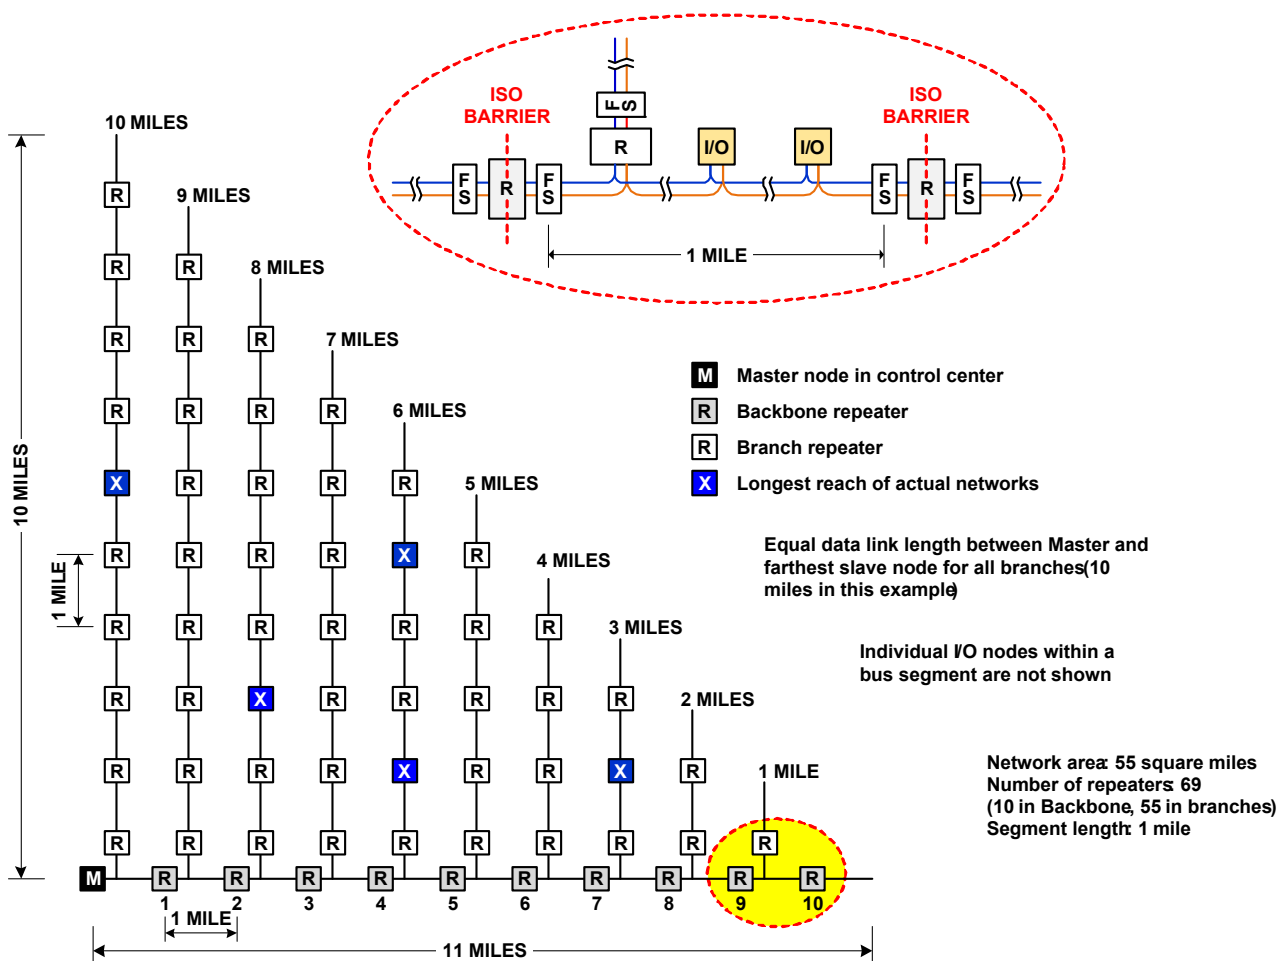 ISO
BARRIER
ISO
BARRIER
F
S
R
I/O
I/O
F
S
R
F
S
F
S
R
F
S
1 MILE
10 MILES
9 MILES
8 MILES
7 MILES
6 MILES
5 MILES
4 MILES
3 MILES
2 MILES
1 MILE
10 MILES
1 MILE
R
R R
R R R
R R R R
X R R R R
R R R R X R
R R R R R R R
R R X R R R R R
R R R R X R R X R
R R R R R R R R R R
M R R R R R R R R R R
1 2 3 4 5 6 7 8 9 10
1 MILE
11 MILES
M Master node in control center
R Backbone repeater
R Branch repeater
X Longest reach of actual networks
Equal data link length between Master and
farthest slave node for all branches(10
miles in this example)
Individual I/O nodes within a
bus segment are not shown
Network area: 55 square miles
Number of repeaters: 69
(10 in Backbone, 55 in branches)
Segment length: 1 mile